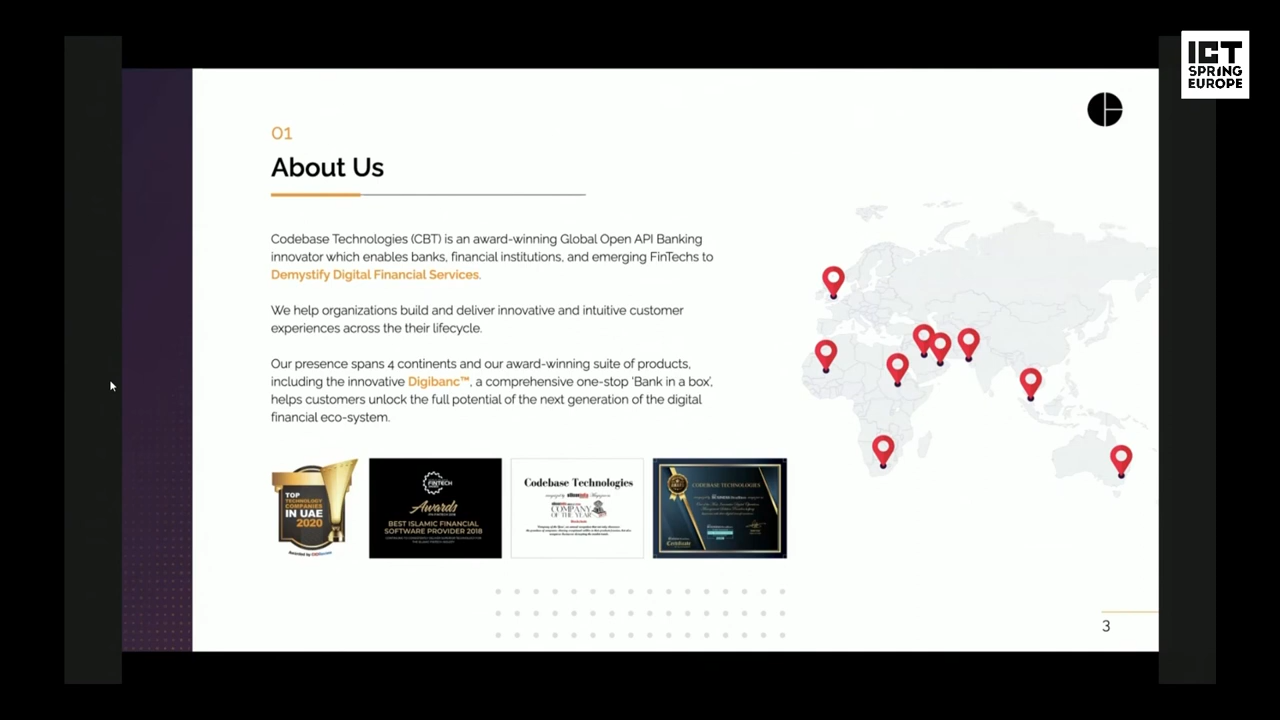 ICT
SPRING
EUROPE
01
About Us
Codebase Technologies (CBT) is an award-winning Global Open API Banking
innovator which enables banks, financial institutions, and emerging FinTechs to
Demystify Digital Financial Services.
We help organizations build and deliver innovative and intuitive customer
experiences across the their lifecycle.
Our presence spans 4 continents and our award-winning suite of products,
including the innovative Digibanc™, a comprehensive one-stop 'Bank in a box',
helps customers unlock the full potential of the next generation of the digital
financial eco-system.
TOP
TECHNOLOGY
COMPANIES
IN UAE
2020
Awarded by
FINTECH
Awards
BEST ISLAMIC FINANCIAL
SOFTWARE PROVIDER 2018
Codebase Technologies
COMPANY
OF THE YEAR
CODEBASE TECHNOLOGIES
Certificate
3